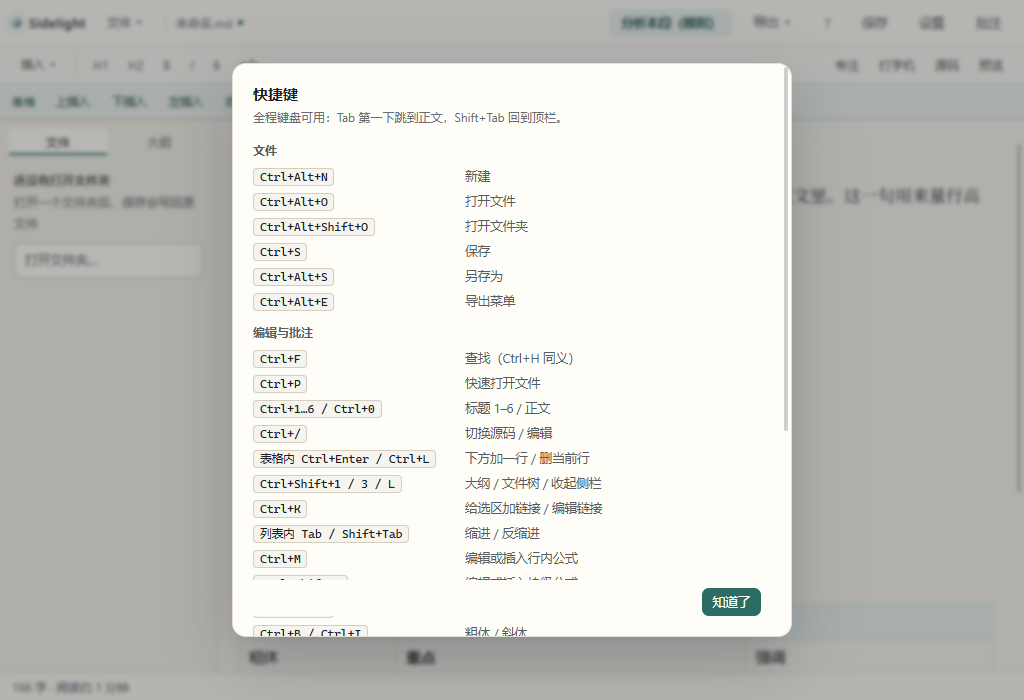 Sidelight 文件
未命名.md
分析本段 (模糊) 导出 ? 保存 设置 批注
插入 H1 H2 B I S
专注 打字机 源码 预览
表格 上插入 下插入 左插入
文件 大纲
还没有打开文件夹
打开一个文件夹后，保存会写回原
文件
打开文件夹…
文里。这一句用来量行高
快捷键
全程键盘可用：Tab 第一下跳到正文，Shift+Tab 回到顶栏。
文件
Ctrl+Alt+N 新建
Ctrl+Alt+O 打开文件
Ctrl+Alt+Shift+O 打开文件夹
Ctrl+S 保存
Ctrl+Alt+S 另存为
Ctrl+Alt+E 导出菜单
编辑与批注
Ctrl+F 查找（Ctrl+H 同义）
Ctrl+P 快速打开文件
Ctrl+1…6 / Ctrl+0 标题 1–6 / 正文
Ctrl+/ 切换源码 / 编辑
表格内 Ctrl+Enter / Ctrl+L 下方加一行 / 删当前行
Ctrl+Shift+1 / 3 / L 大纲 / 文件树 / 收起侧栏
Ctrl+K 给选区加链接 / 编辑链接
列表内 Tab / Shift+Tab 缩进 / 反缩进
Ctrl+M 编辑或插入行内公式
知道了
Ctrl+B / Ctrl+I 粗体 / 斜体
粗体 重点 强调
166 字 · 阅读约 1 分钟